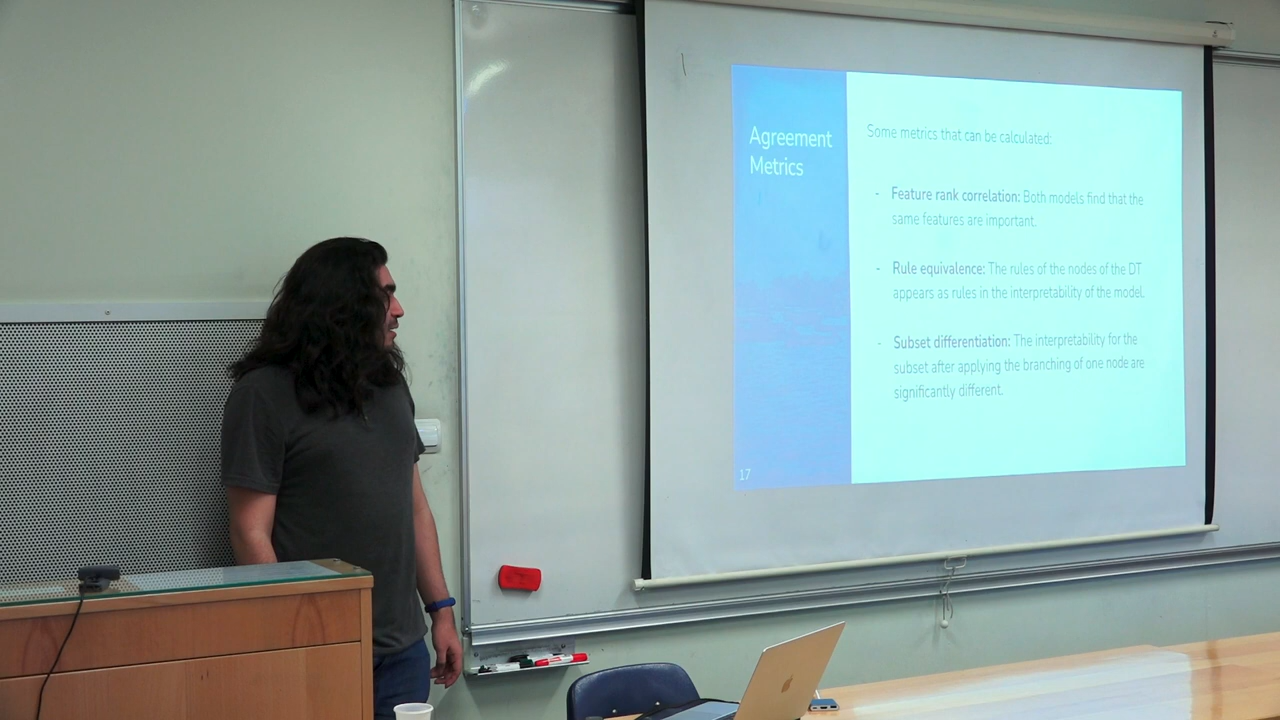 Agreement
Metrics
Some metrics that can be calculated:
- Feature rank correlation: Both models find that the
same features are important.
- Rule equivalence: The rules of the nodes of the DT
appears as rules in the interpretability of the model.
- Subset differentiation: The interpretability for the
subset after applying the branching of one node are
significantly different.
17